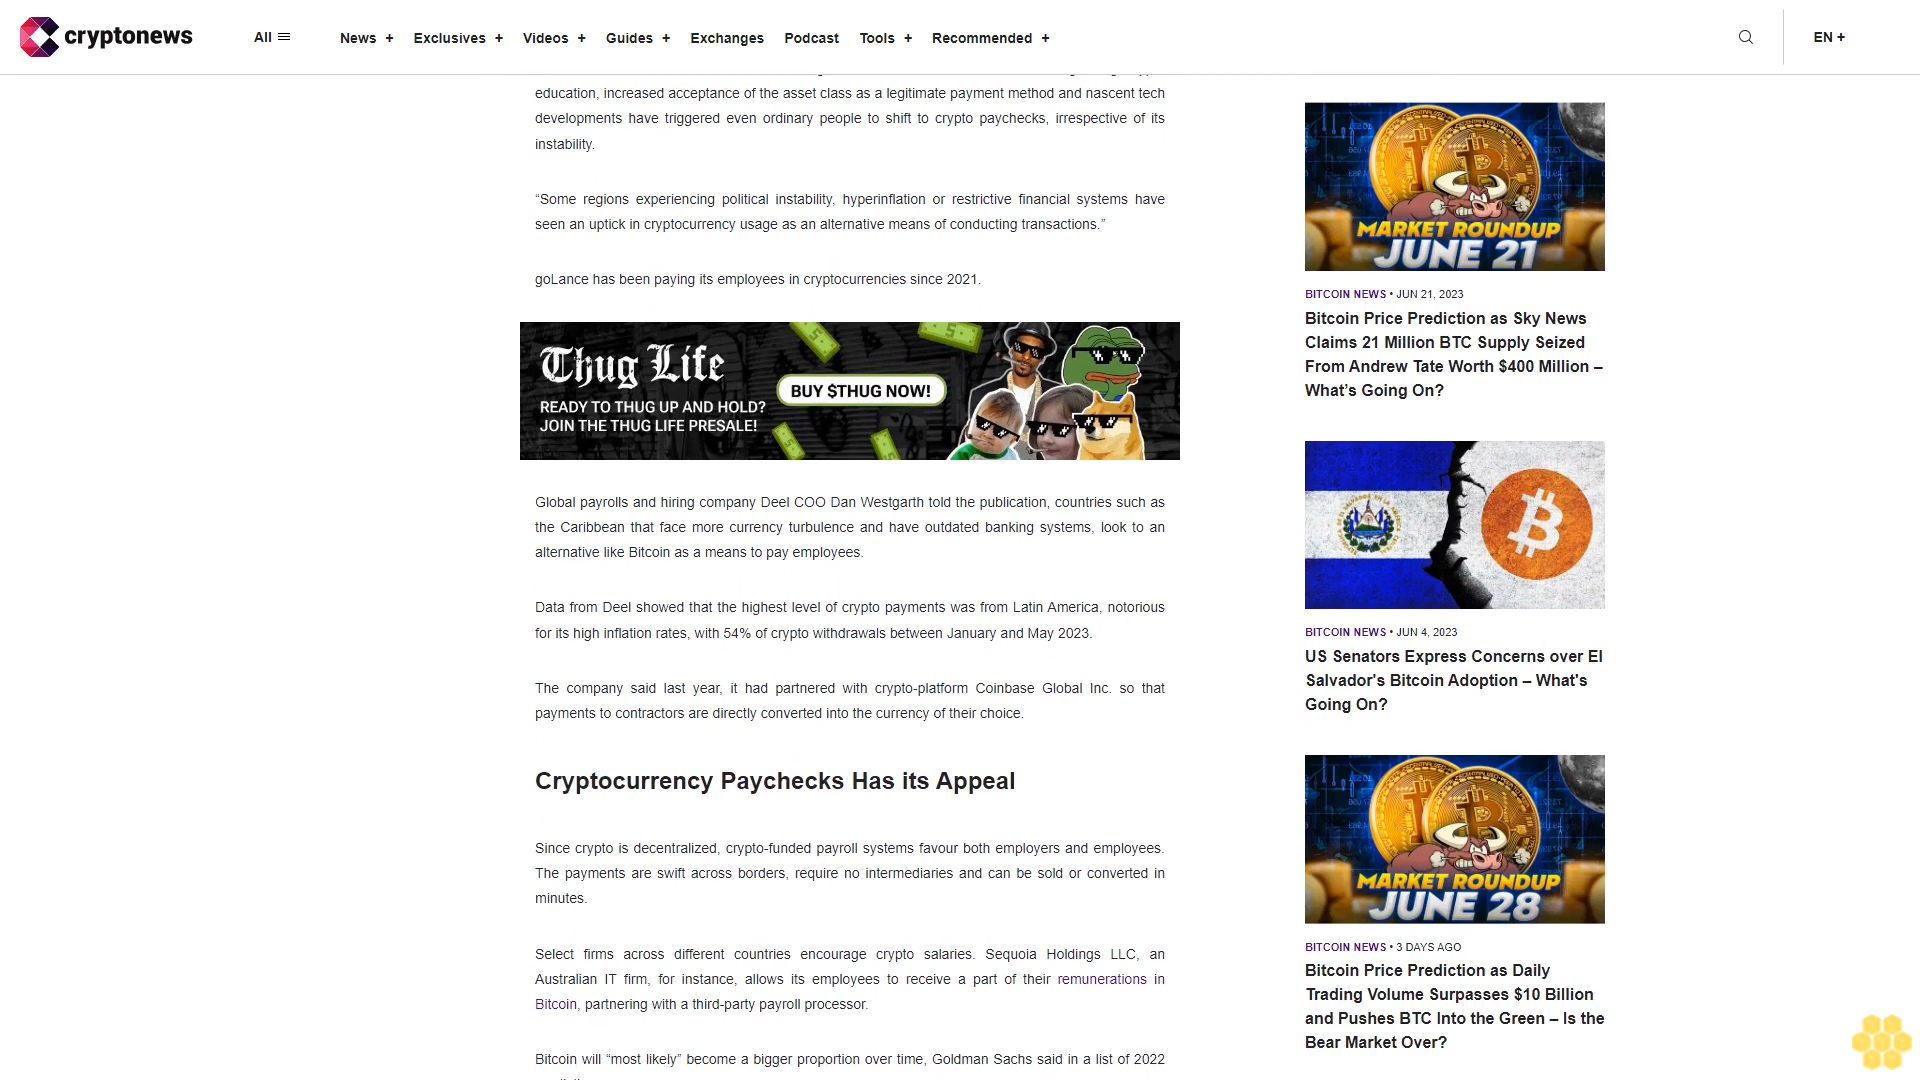 cryptonews
All
News +
Exclusives +
Videos +
Guides +
Exchanges
Podcast
Tools +
Recommended +
EN +
education, increased acceptance of the asset class as a legitimate payment method and nascent tech
developments have triggered even ordinary people to shift to crypto paychecks, irrespective of its
instability.
“Some regions experiencing political instability, hyperinflation or restrictive financial systems have
seen an uptick in cryptocurrency usage as an alternative means of conducting transactions.”
goLance has been paying its employees in cryptocurrencies since 2021.
Thug Life
READY TO THUG UP AND HOLD?
JOIN THE THUG LIFE PRESALE!
BUY $THUG NOW!
Global payrolls and hiring company Deel COO Dan Westgarth told the publication, countries such as
the Caribbean that face more currency turbulence and have outdated banking systems, look to an
alternative like Bitcoin as a means to pay employees.
Data from Deel showed that the highest level of crypto payments was from Latin America, notorious
for its high inflation rates, with 54% of crypto withdrawals between January and May 2023.
The company said last year, it had partnered with crypto-platform Coinbase Global Inc. so that
payments to contractors are directly converted into the currency of their choice.
Cryptocurrency Paychecks Has its Appeal
Since crypto is decentralized, crypto-funded payroll systems favour both employers and employees.
The payments are swift across borders, require no intermediaries and can be sold or converted in
minutes.
Select firms across different countries encourage crypto salaries. Sequoia Holdings LLC, an
Australian IT firm, for instance, allows its employees to receive a part of their remunerations in
Bitcoin, partnering with a third-party payroll processor.
Bitcoin will “most likely” become a bigger proportion over time, Goldman Sachs said in a list of 2022
MARKET ROUNDUP
JUNE 21
BITCOIN NEWS • JUN 21, 2023
Bitcoin Price Prediction as Sky News
Claims 21 Million BTC Supply Seized
From Andrew Tate Worth $400 Million –
What’s Going On?
BITCOIN NEWS • JUN 4, 2023
US Senators Express Concerns over El
Salvador's Bitcoin Adoption – What's
Going On?
MARKET ROUNDUP
JUNE 28
BITCOIN NEWS • 3 DAYS AGO
Bitcoin Price Prediction as Daily
Trading Volume Surpasses $10 Billion
and Pushes BTC Into the Green – Is the
Bear Market Over?